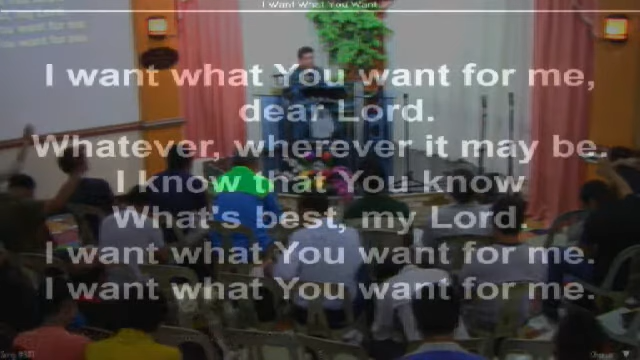 I Want What You Want
I want what You want for me,
dear Lord.
Whatever, wherever it may be.
I know that You know
What's best, my Lord.
I want what You want for me.
I want what You want for me.